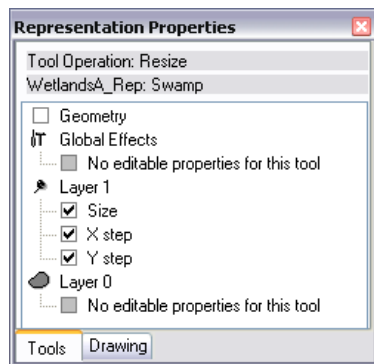 Representation Properties
Tool Operation: Resize
WetlandsA_Rep: Swamp
Geometry
Global Effects
No editable properties for this tool
Layer 1
Size
X step
Y step
Layer 0
No editable properties for this tool
Tools Drawing